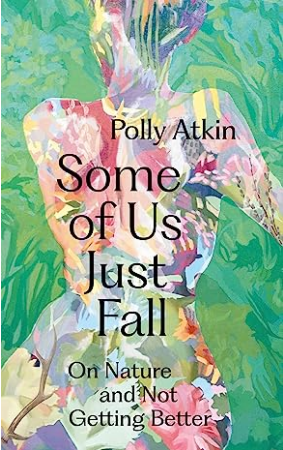 Polly Atkin
Some
of Us
Just
Fall
On Nature
and Not
Getting Better